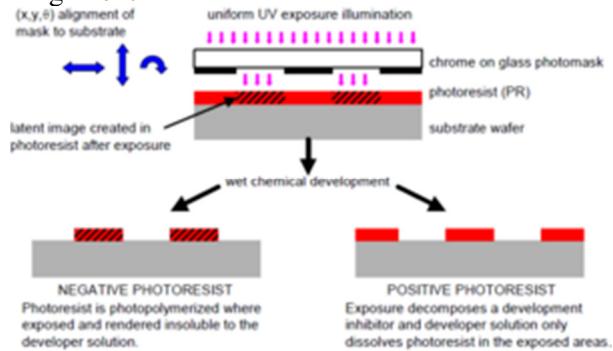 (x,y,θ) alignment of
mask to substrate
uniform UV exposure illumination
chrome on glass photomask
photoresist (PR)
latent image created in
photoresist after exposure
substrate wafer
wet chemical development
NEGATIVE PHOTORESIST
Photoresist is photopolymerized where
exposed and rendered insoluble to the
developer solution.
POSITIVE PHOTORESIST
Exposure decomposes a development
inhibitor and developer solution only
dissolves photoresist in the exposed areas.